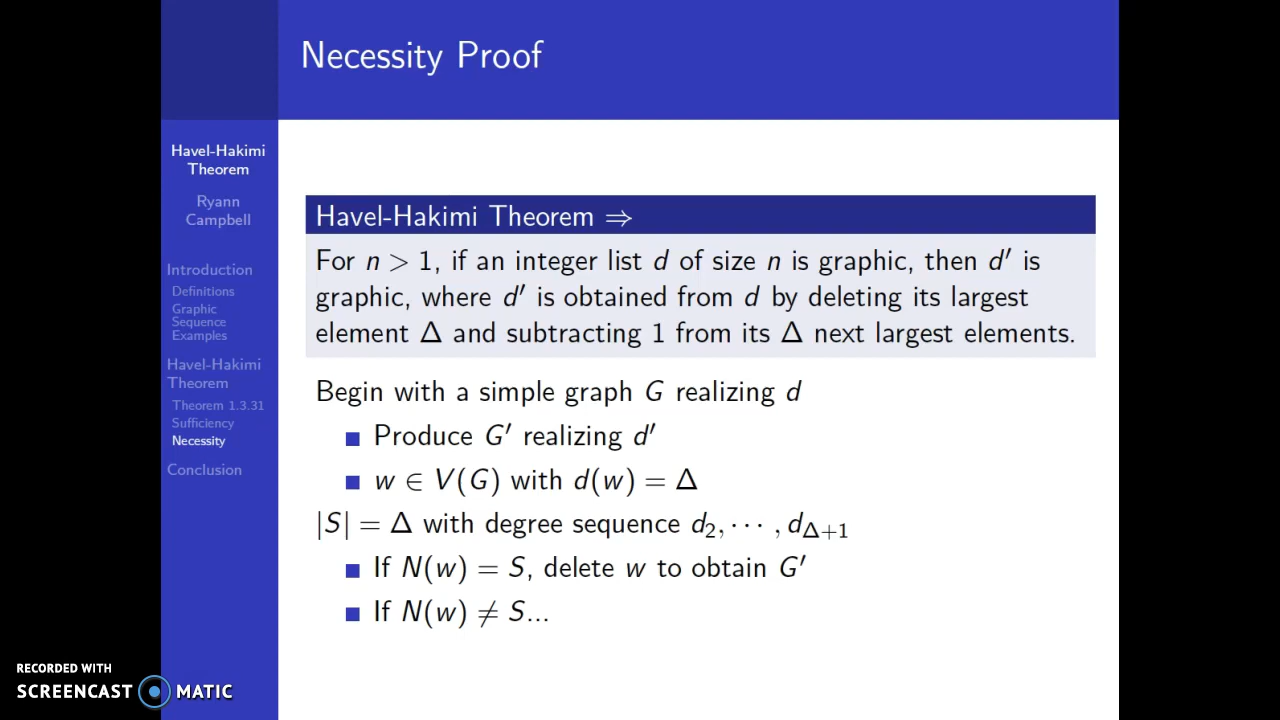 Necessity Proof
Havel-Hakimi
Theorem
Ryann
Campbell
Introduction
Definitions
Graphic
Sequence
Examples
Havel-Hakimi
Theorem
Theorem 1.3.31
Sufficiency
Necessity
Conclusion
Havel-Hakimi Theorem ⇒
For n > 1, if an integer list d of size n is graphic, then d′ is
graphic, where d′ is obtained from d by deleting its largest
element Δ and subtracting 1 from its Δ next largest elements.
Begin with a simple graph G realizing d
Produce G′ realizing d′
w ∈ V(G) with d(w) = Δ
|S| = Δ with degree sequence d₂, ⋯ , d_{Δ+1}
If N(w) = S, delete w to obtain G′
If N(w) ≠ S...
RECORDED WITH
SCREENCAST MATIC